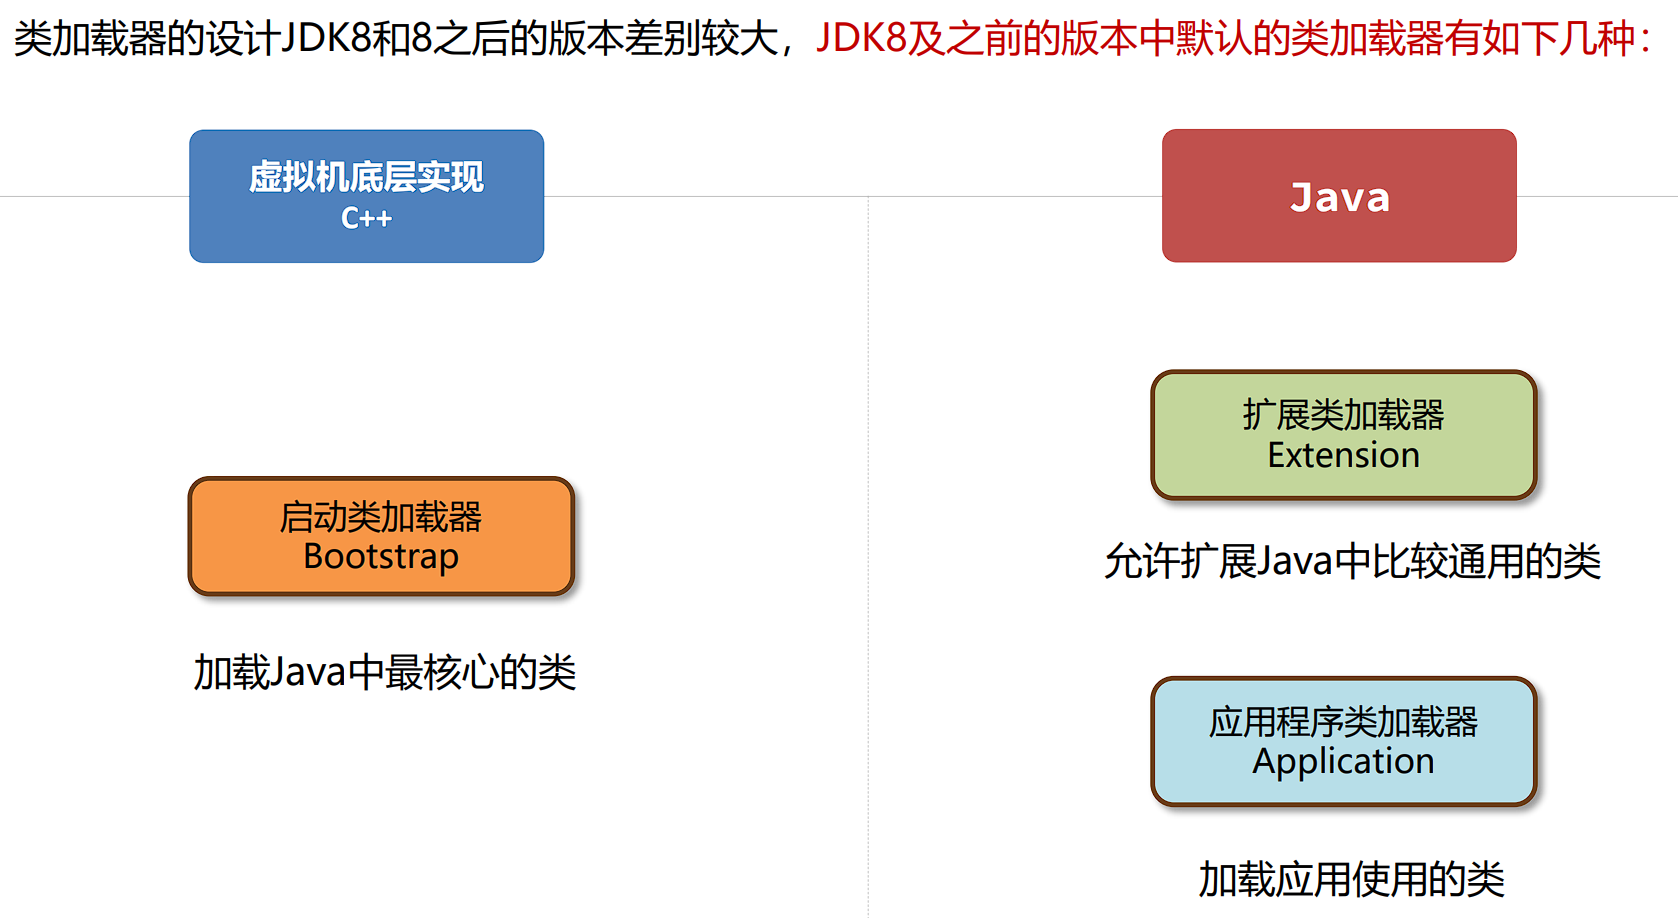 类加载器的设计JDK8和8之后的版本差别较大，JDK8及之前的版本中默认的类加载器有如下几种：
虚拟机底层实现
C++
启动类加载器
Bootstrap
加载Java中最核心的类
Java
扩展类加载器
Extension
允许扩展Java中比较通用的类
应用程序类加载器
Application
加载应用使用的类